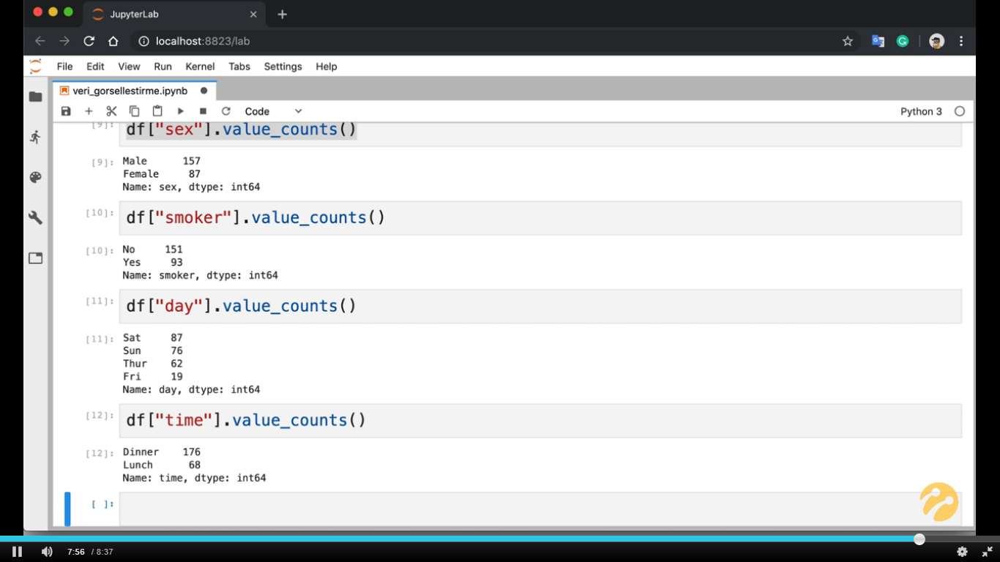 JupyterLab
localhost:8823/lab
File Edit View Run Kernel Tabs Settings Help
veri_gorsellestirme.ipynb
Code Python 3
[9]: df["sex"].value_counts()
[9]: Male 157
Female 87
Name: sex, dtype: int64
[10]: df["smoker"].value_counts()
[10]: No 151
Yes 93
Name: smoker, dtype: int64
[11]: df["day"].value_counts()
[11]: Sat 87
Sun 76
Thur 62
Fri 19
Name: day, dtype: int64
[12]: df["time"].value_counts()
[12]: Dinner 176
Lunch 68
Name: time, dtype: int64
[ ]:
7:56 / 8:37